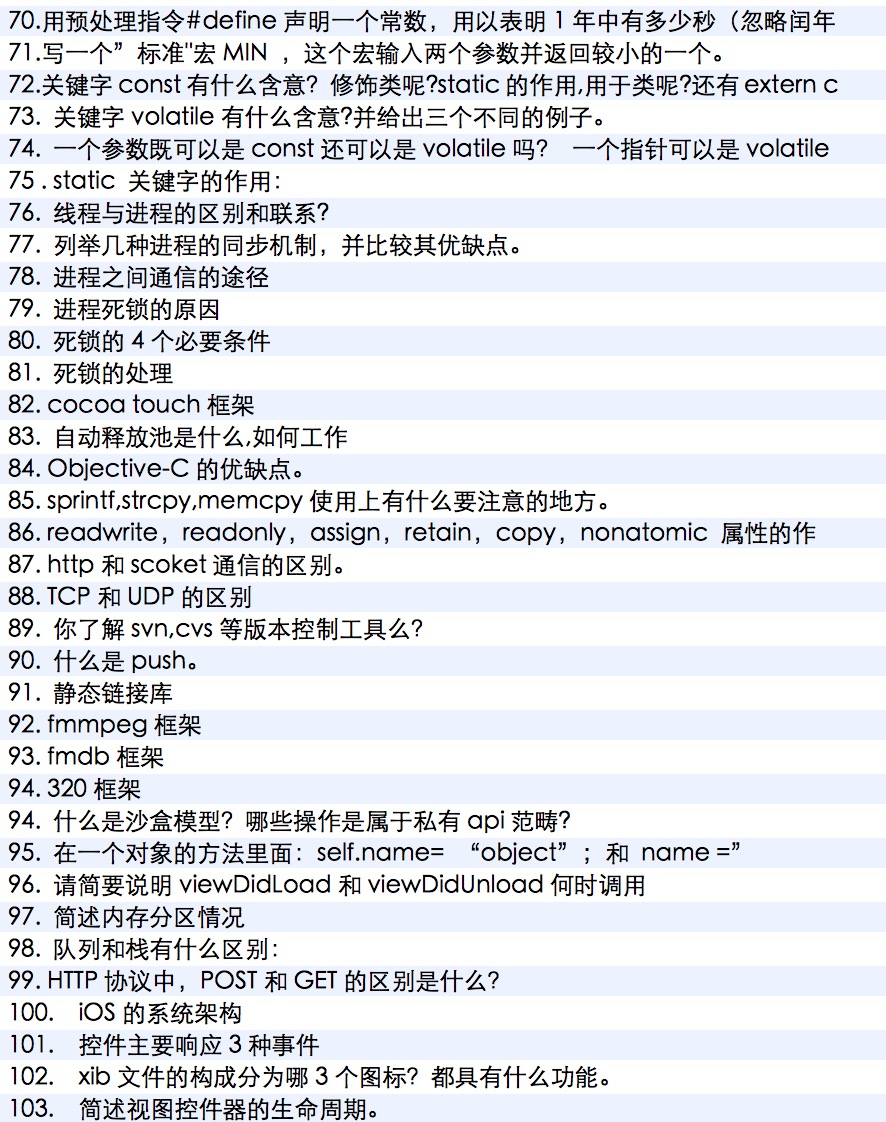 70.用预处理指令#define 声明一个常数，用以表明 1 年中有多少秒（忽略闰年
71.写一个”标准"宏 MIN ，这个宏输入两个参数并返回较小的一个。
72.关键字 const 有什么含意？修饰类呢?static 的作用,用于类呢?还有 extern c
73. 关键字 volatile 有什么含意?并给出三个不同的例子。
74. 一个参数既可以是 const 还可以是 volatile 吗？ 一个指针可以是 volatile
75 . static 关键字的作用：
76. 线程与进程的区别和联系?
77. 列举几种进程的同步机制，并比较其优缺点。
78. 进程之间通信的途径
79. 进程死锁的原因
80. 死锁的 4 个必要条件
81. 死锁的处理
82. cocoa touch 框架
83. 自动释放池是什么,如何工作
84. Objective-C 的优缺点。
85. sprintf,strcpy,memcpy 使用上有什么要注意的地方。
86. readwrite，readonly，assign，retain，copy，nonatomic 属性的作
87. http 和 scoket 通信的区别。
88. TCP 和 UDP 的区别
89. 你了解 svn,cvs 等版本控制工具么?
90. 什么是 push。
91. 静态链接库
92. fmmpeg 框架
93. fmdb 框架
94. 320 框架
94. 什么是沙盒模型？哪些操作是属于私有 api 范畴?
95. 在一个对象的方法里面：self.name= “object”；和 name =”
96. 请简要说明 viewDidLoad 和 viewDidUnload 何时调用
97. 简述内存分区情况
98. 队列和栈有什么区别：
99. HTTP 协议中，POST 和 GET 的区别是什么?
100. iOS 的系统架构
101. 控件主要响应 3 种事件
102. xib 文件的构成分为哪 3 个图标？都具有什么功能。
103. 简述视图控件器的生命周期。